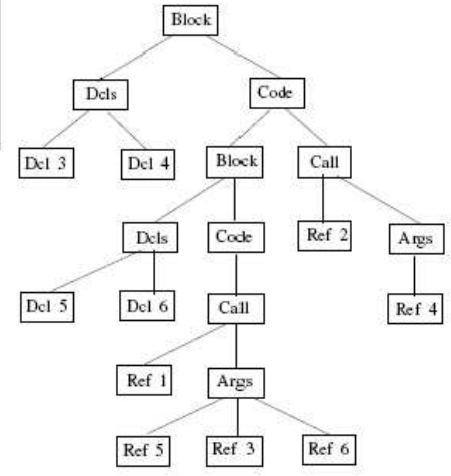 Block
Dcls
Code
Dcl 3
Dcl 4
Block
Call
Dcls
Code
Ref 2
Args
Dcl 5
Dcl 6
Call
Ref 4
Ref 1
Args
Ref 5
Ref 3
Ref 6